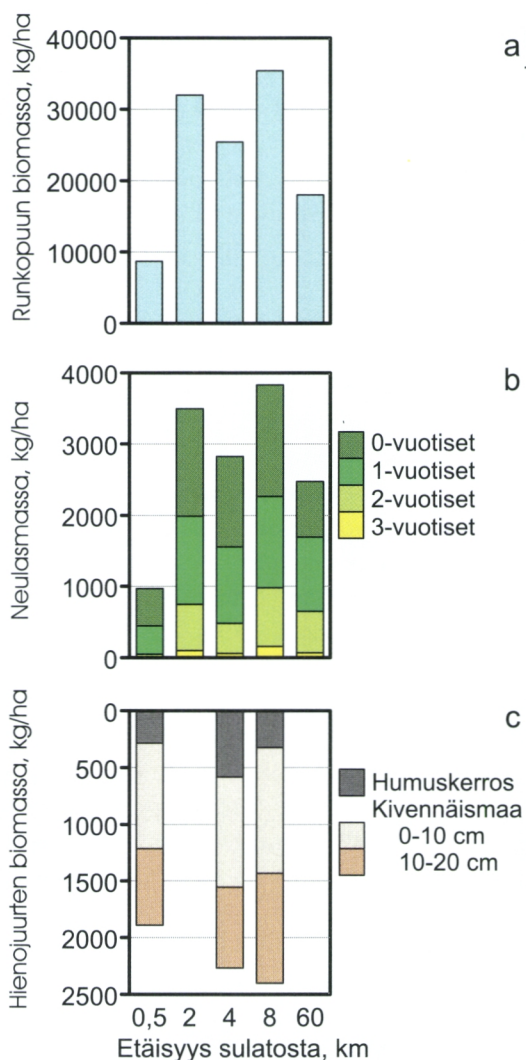 a
Runkopuun biomassa, kg/ha
40000
30000
20000
10000
0
b
Neulasmassa, kg/ha
4000
3000
2000
1000
0
0-vuotiset
1-vuotiset
2-vuotiset
3-vuotiset
c
Hienojuurten biomassa, kg/ha
0
500
1000
1500
2000
2500
Humuskerros
Kivennäismaa
0-10 cm
10-20 cm
0,5 2 4 8 60
Etäisyys sulatosta, km